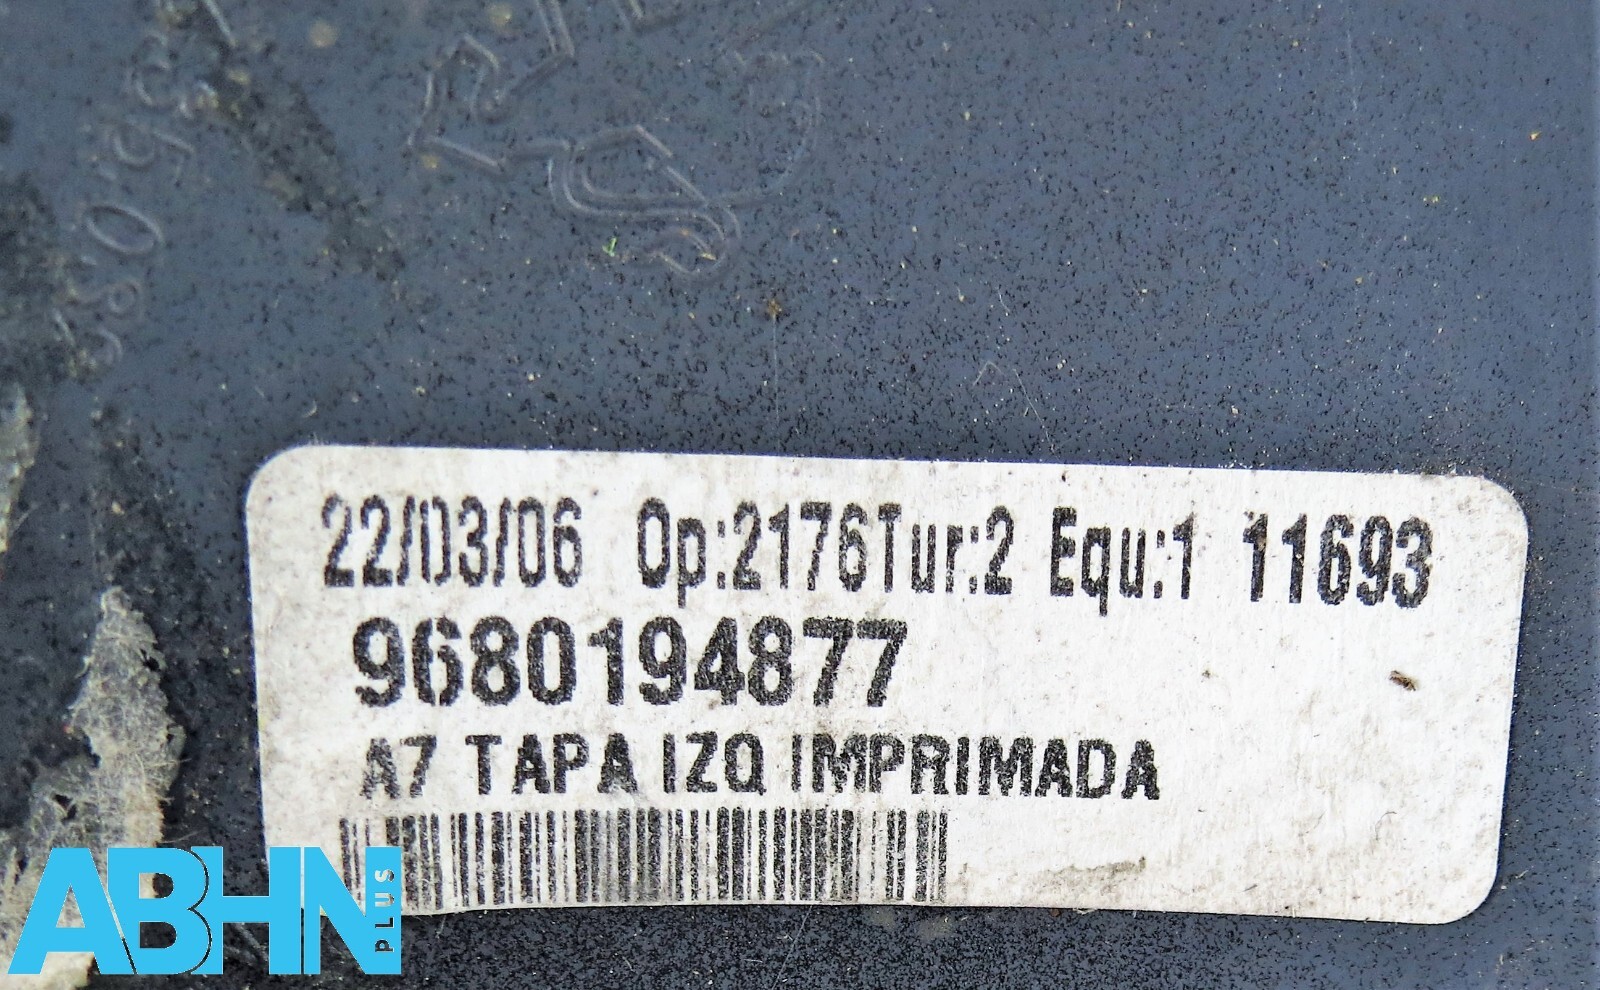 22/03/06 Op:2176Tur:2 Equ:1 11693
9680194877
A7 TAPA IZQ IMPRIMADA
ABHN PLUS